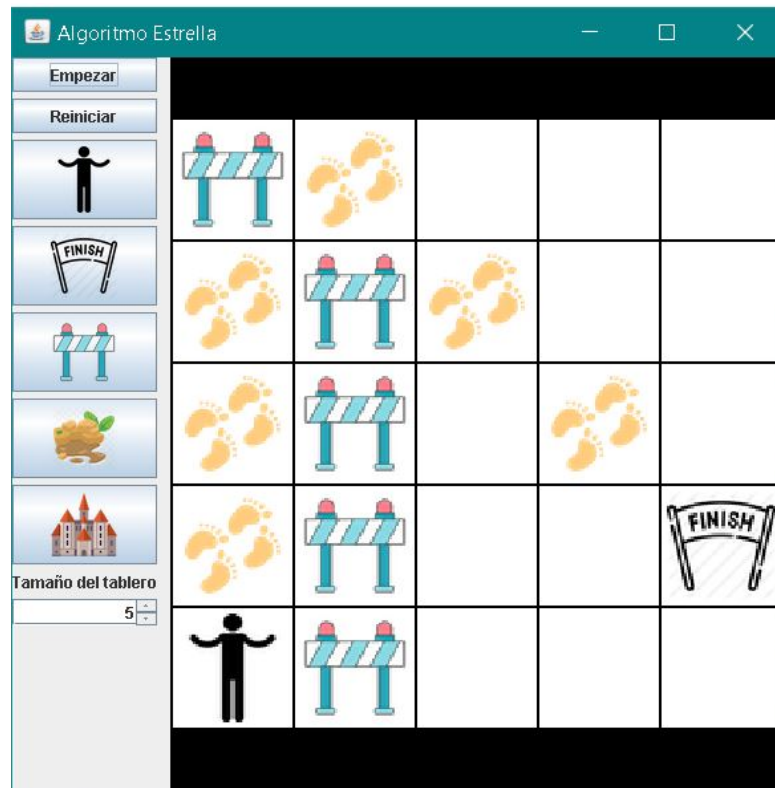 Algoritmo Estrella
Empezar
Reiniciar
FINISH
FINISH
Tamaño del tablero
5